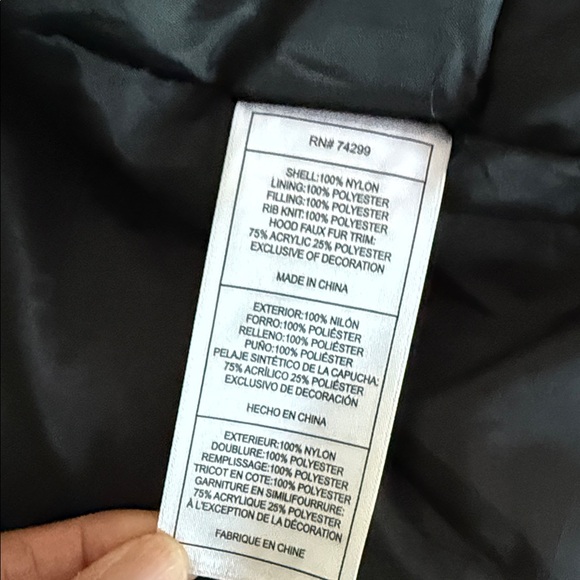 RN# 74299
SHELL:100% NYLON
LINING:100% POLYESTER
FILLING:100% POLYESTER
RIB KNIT:100% POLYESTER
HOOD FAUX FUR TRIM:
75% ACRYLIC 25% POLYESTER
EXCLUSIVE OF DECORATION
MADE IN CHINA
EXTERIOR:100% NILÓN
FORRO:100% POLIÉSTER
RELLENO:100% POLIÉSTER
PUÑO:100% POLIÉSTER
PELAJE SINTÉTICO DE LA CAPUCHA:
75% ACRÍLICO 25% POLIÉSTER
EXCLUSIVO DE DECORACIÓN
HECHO EN CHINA
EXTERIEUR:100% NYLON
DOUBLURE:100% POLYESTER
REMPLISSAGE:100% POLYESTER
TRICOT EN COTE:100% POLYESTER
GARNITURE EN SIMILIFOURRURE:
75% ACRYLIQUE 25% POLYESTER
À L'EXCEPTION DE LA DÉCORATION
FABRIQUE EN CHINE